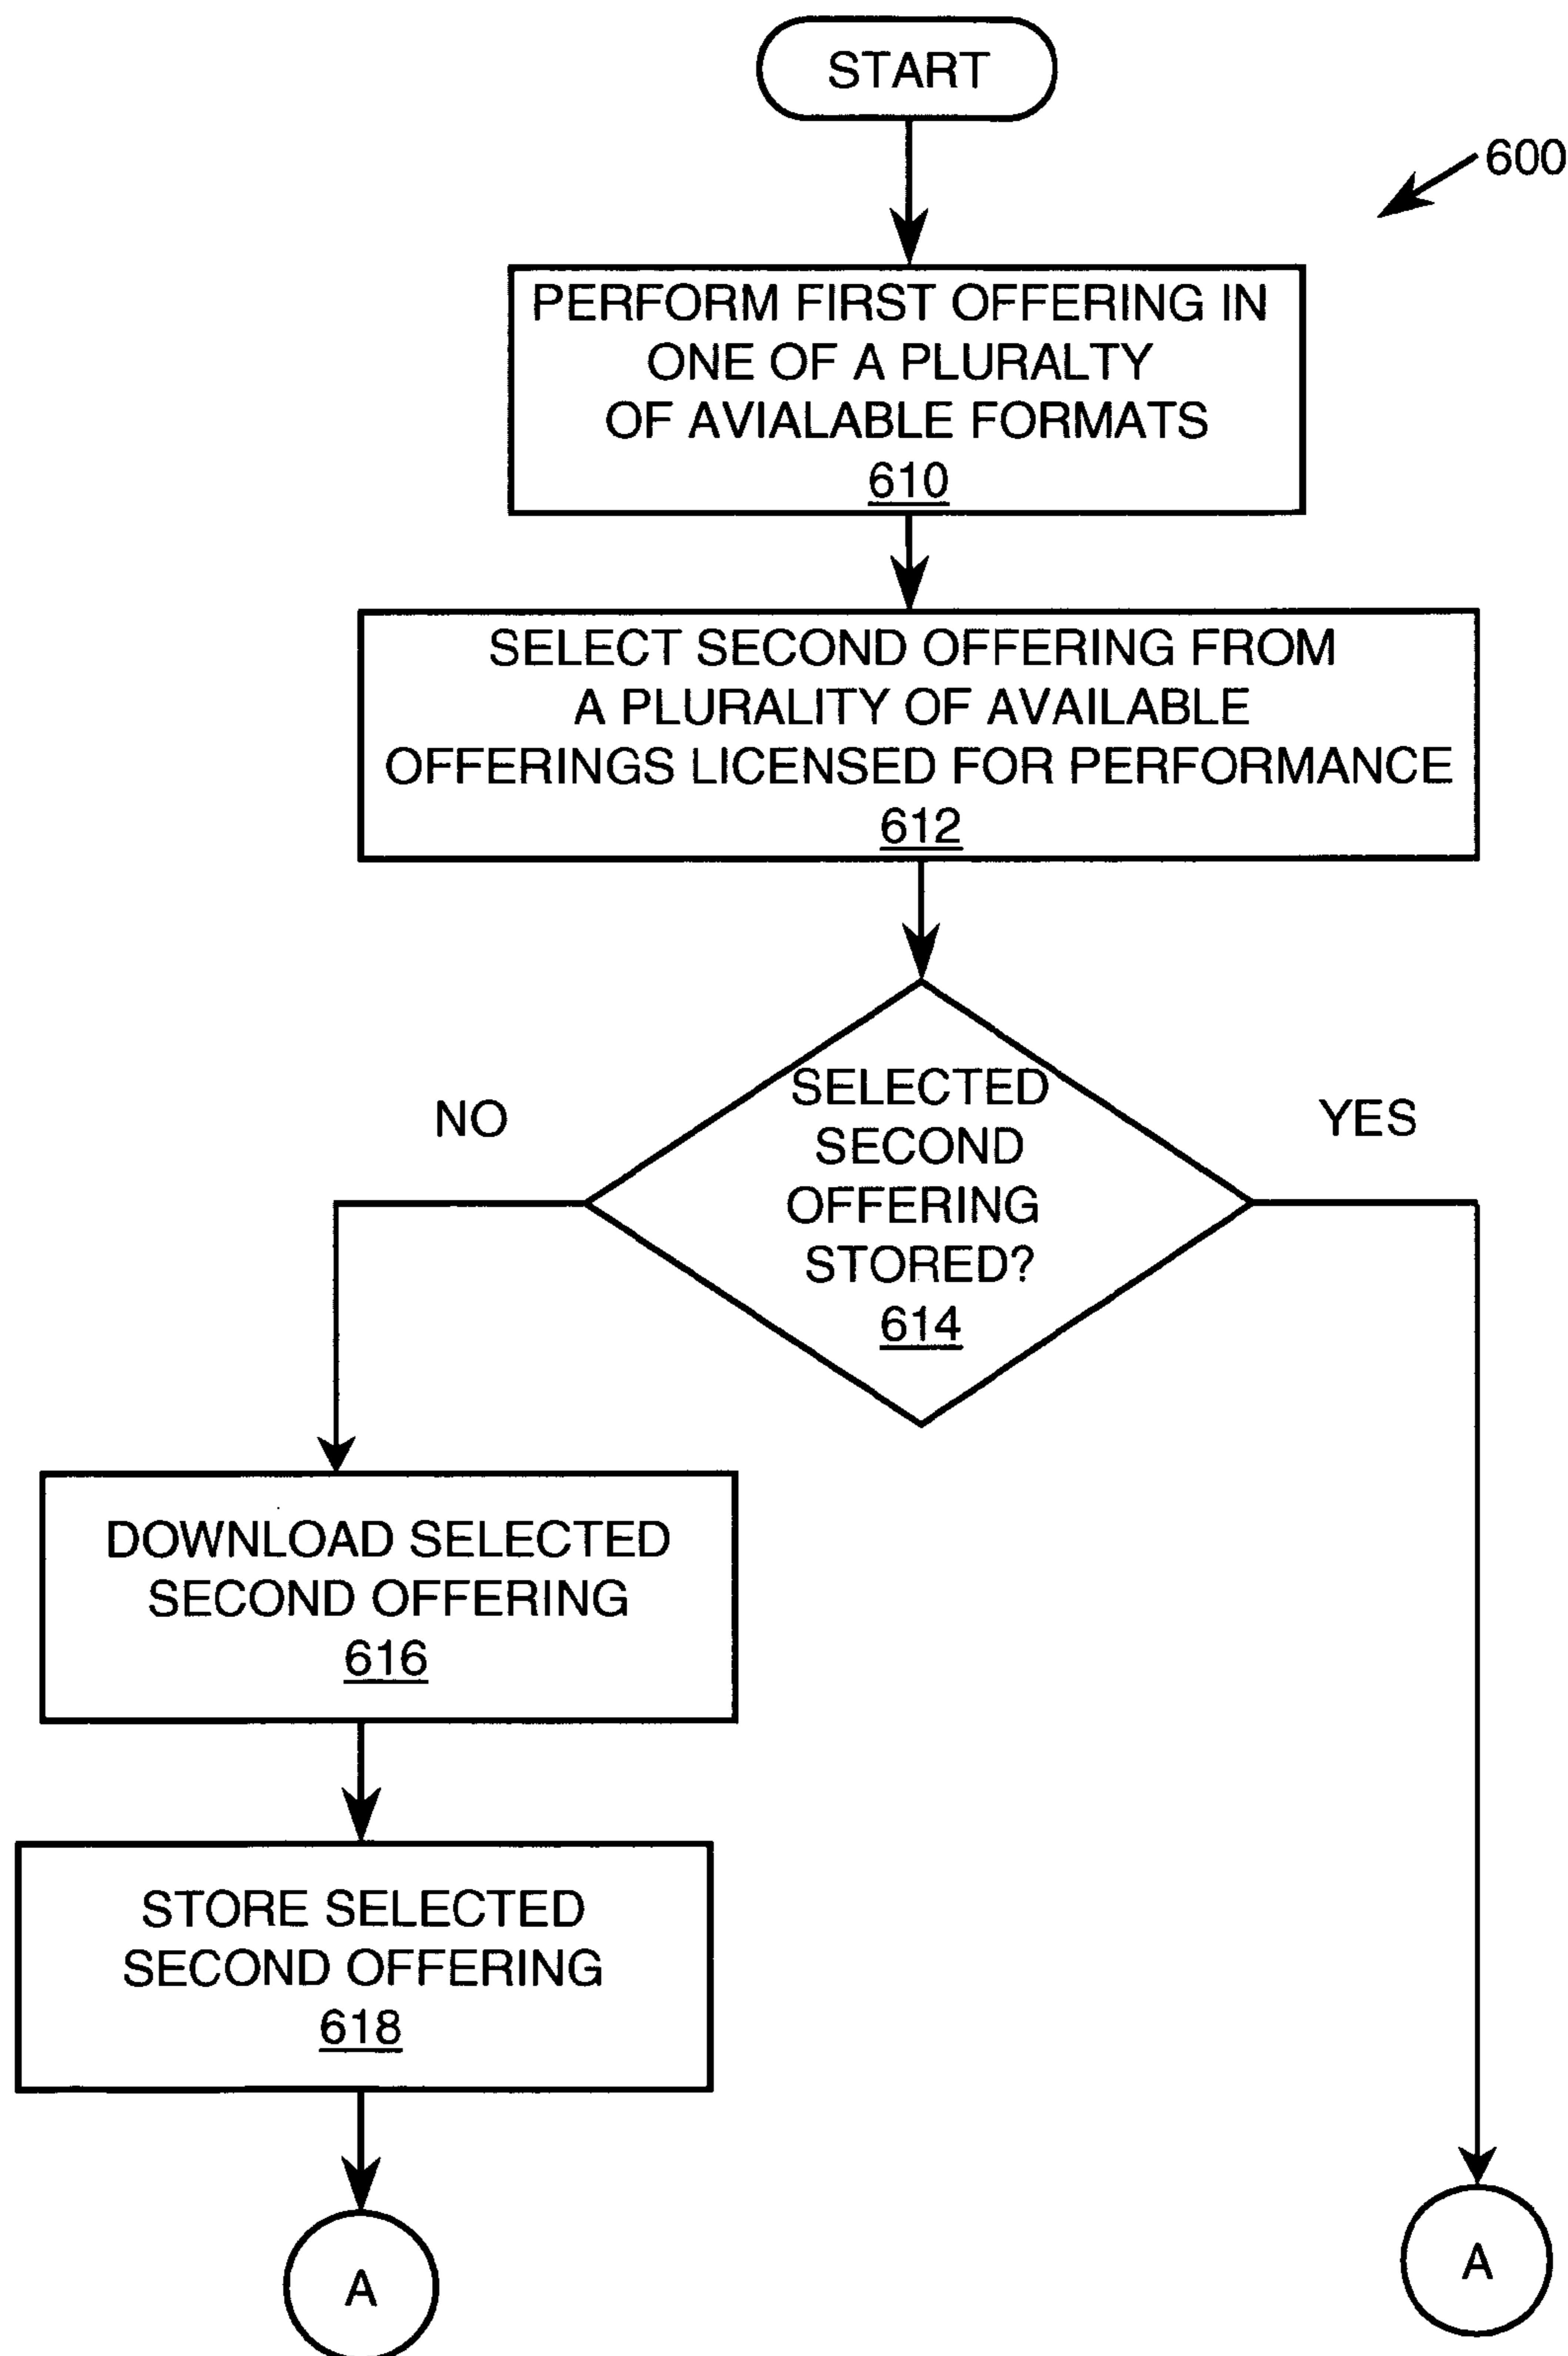 START
600
PERFORM FIRST OFFERING IN
ONE OF A PLURALTY
OF AVIALABLE FORMATS
610
SELECT SECOND OFFERING FROM
A PLURALITY OF AVAILABLE
OFFERINGS LICENSED FOR PERFORMANCE
612
NO
YES
SELECTED
SECOND
OFFERING
STORED?
614
DOWNLOAD SELECTED
SECOND OFFERING
616
STORE SELECTED
SECOND OFFERING
618
A
A